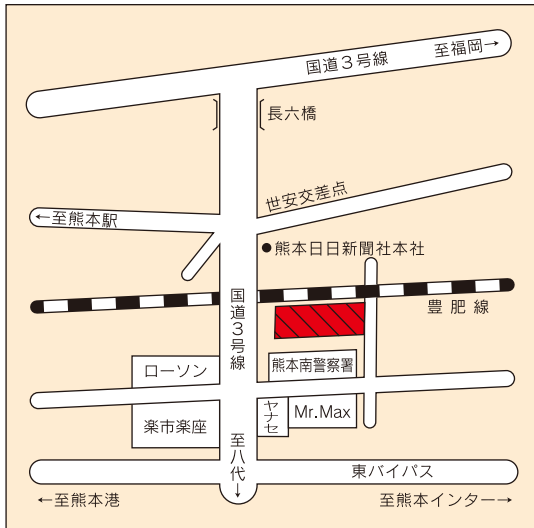 国道3号線
至福岡→
長六橋
世安交差点
←至熊本駅
熊本日日新聞社本社
国道3号線
豊肥線
ローソン
熊本南警察署
楽市楽座
ヤナセ
Mr.Max
至八代
↓
東バイパス
←至熊本港
至熊本インター→